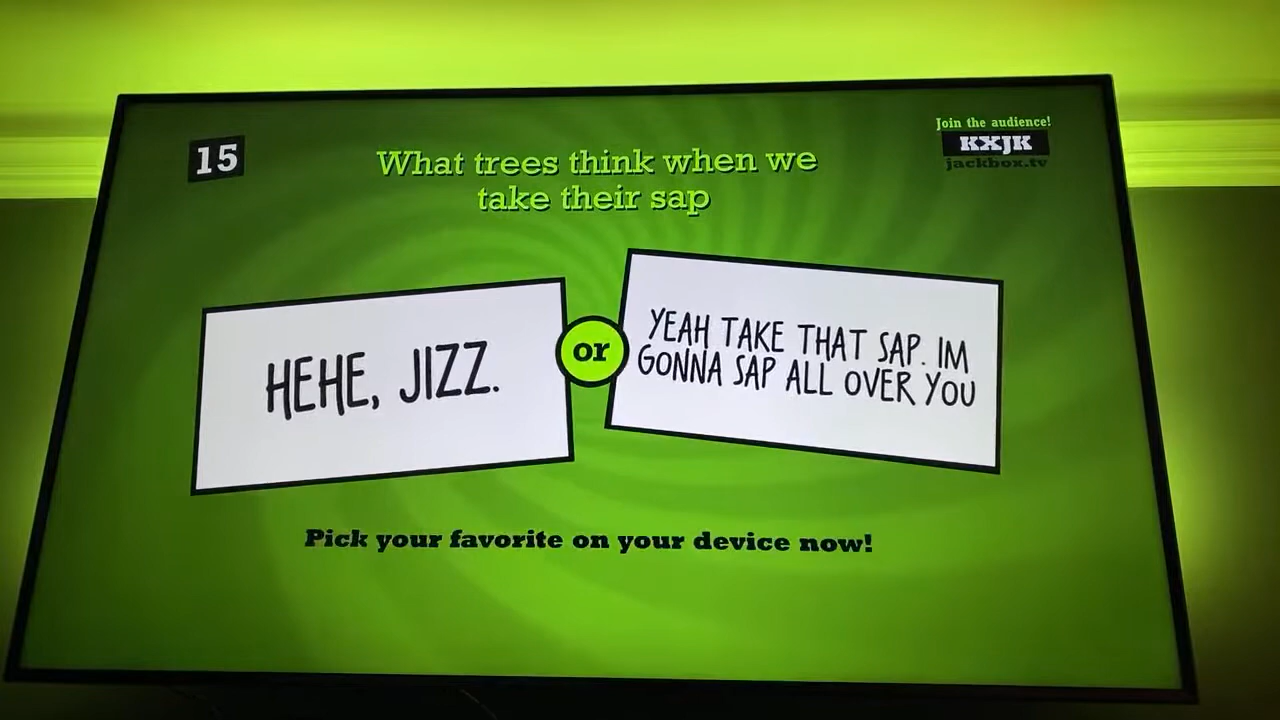 15
What trees think when we
take their sap
Join the audience!
KXJK
jackbox.tv
HEHE, JIZZ.
or
YEAH TAKE THAT SAP. IM
GONNA SAP ALL OVER YOU
Pick your favorite on your device now!